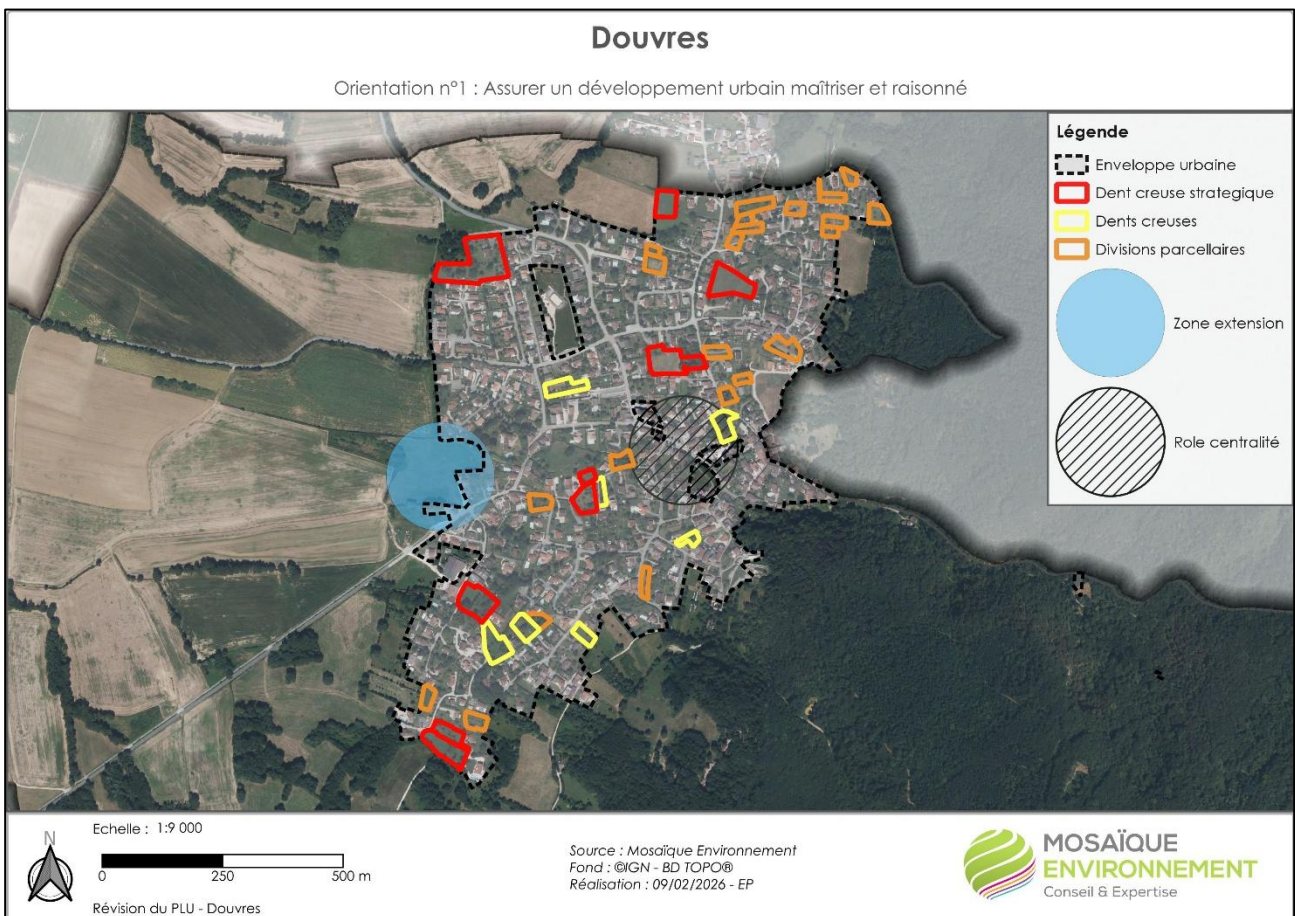 Douvres
Orientation n°1 : Assurer un développement urbain maîtriser et raisonné
Légende
Enveloppe urbaine
Dent creuse strategique
Dents creuses
Divisions parcellaires
Zone extension
Role centralité
N
Echelle : 1:9 000
0 250 500 m
Révision du PLU - Douvres
Source : Mosaïque Environnement
Fond : ©IGN - BD TOPO®
Réalisation : 09/02/2026 - EP
MOSAÏQUE
ENVIRONNEMENT
Conseil & Expertise